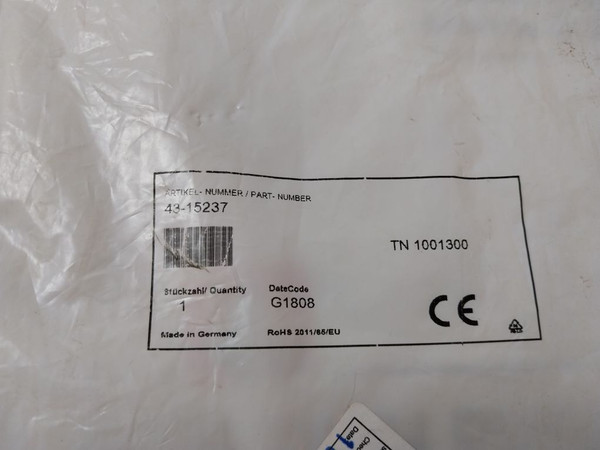 ARTIKEL- NUMMER / PART- NUMBER
43-15237
TN 1001300
Stückzahl/ Quantity
DateCode
1
G1808
CE
Made in Germany
RoHS 2011/65/EU
Date